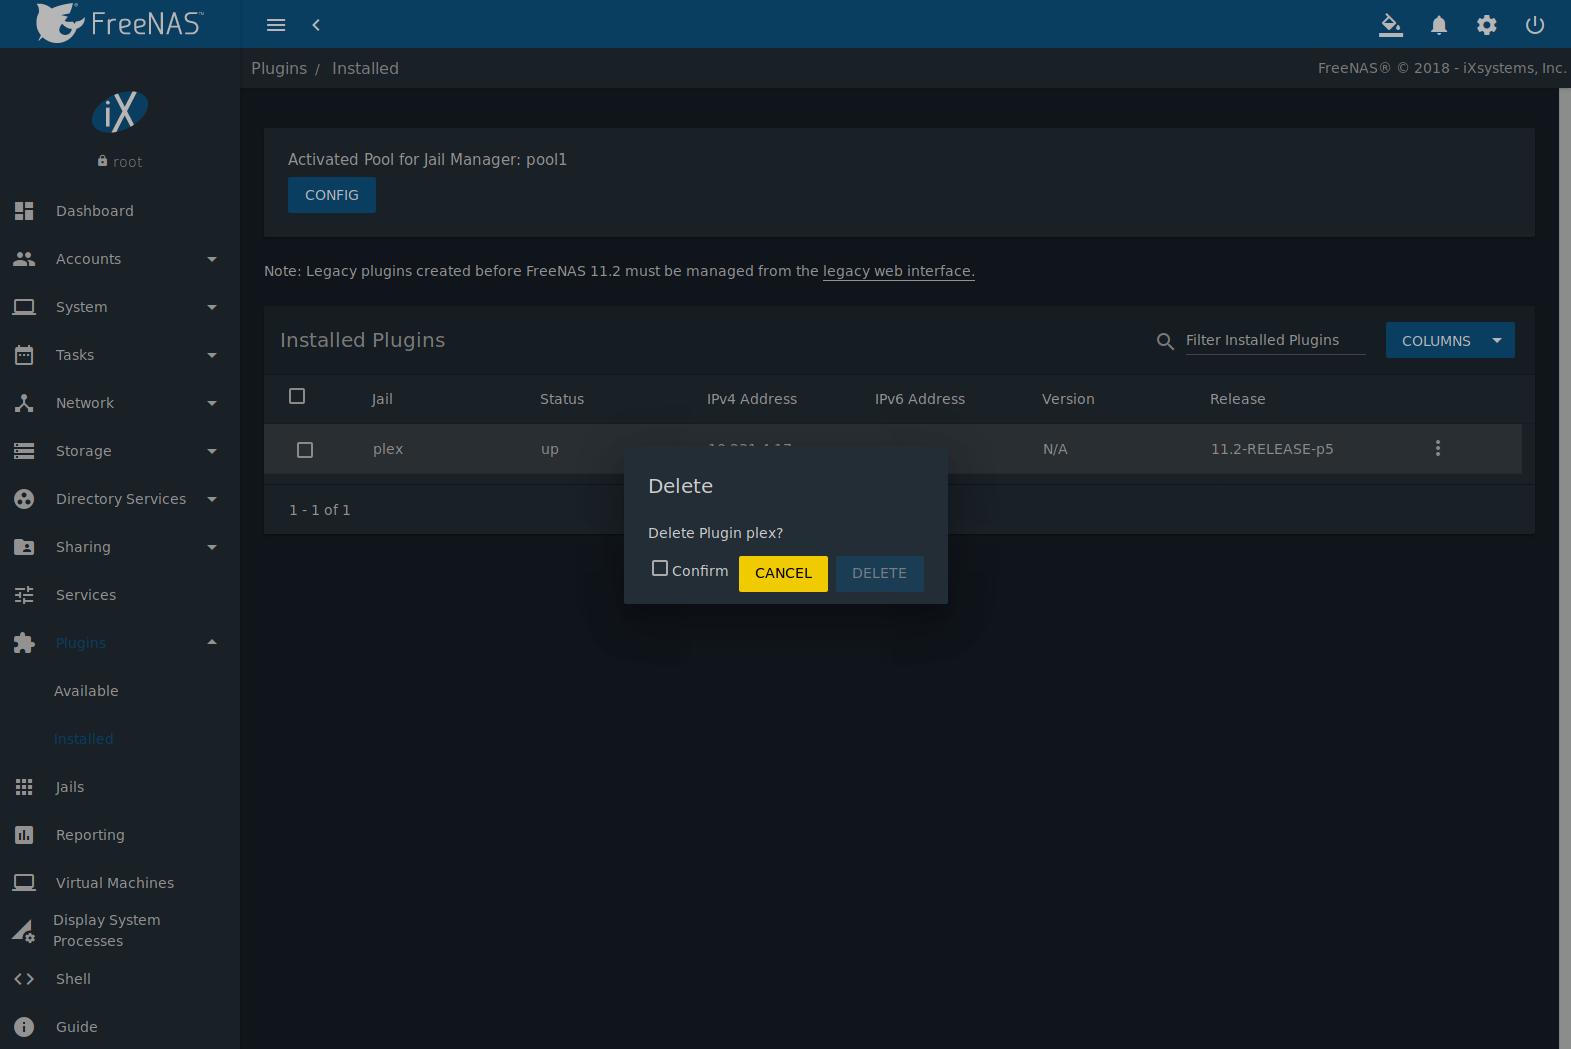 FreeNAS™
Plugins / Installed
FreeNAS® © 2018 - iXsystems, Inc.
iX
root
Dashboard
Accounts
System
Tasks
Network
Storage
Directory Services
Sharing
Services
Plugins
Available
Installed
Jails
Reporting
Virtual Machines
Display System
Processes
Shell
Guide
Activated Pool for Jail Manager: pool1
CONFIG
Note: Legacy plugins created before FreeNAS 11.2 must be managed from the legacy web interface.
Installed Plugins
Filter Installed Plugins
COLUMNS
Jail Status IPv4 Address IPv6 Address Version Release
plex up N/A 11.2-RELEASE-p5
1 - 1 of 1
Delete
Delete Plugin plex?
Confirm CANCEL DELETE